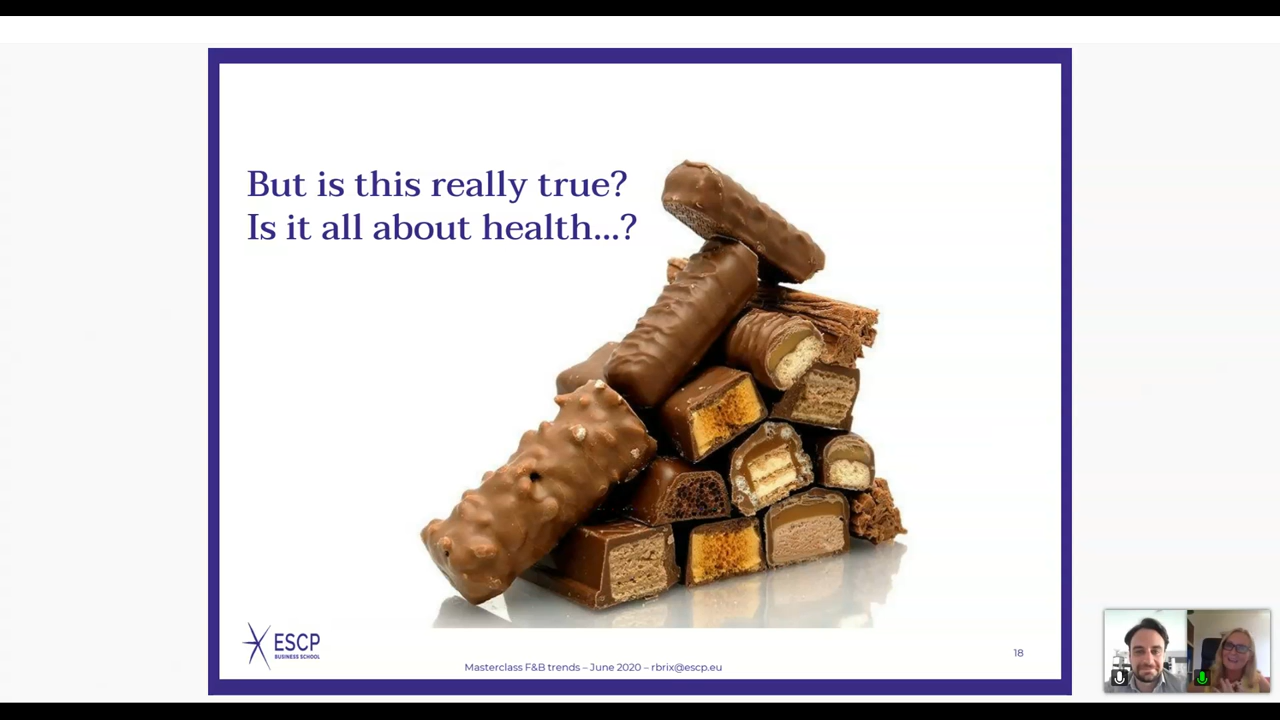 But is this really true?
Is it all about health...?
ESCP
BUSINESS SCHOOL
Masterclass F&B trends – June 2020 – rbrix@escp.eu
18